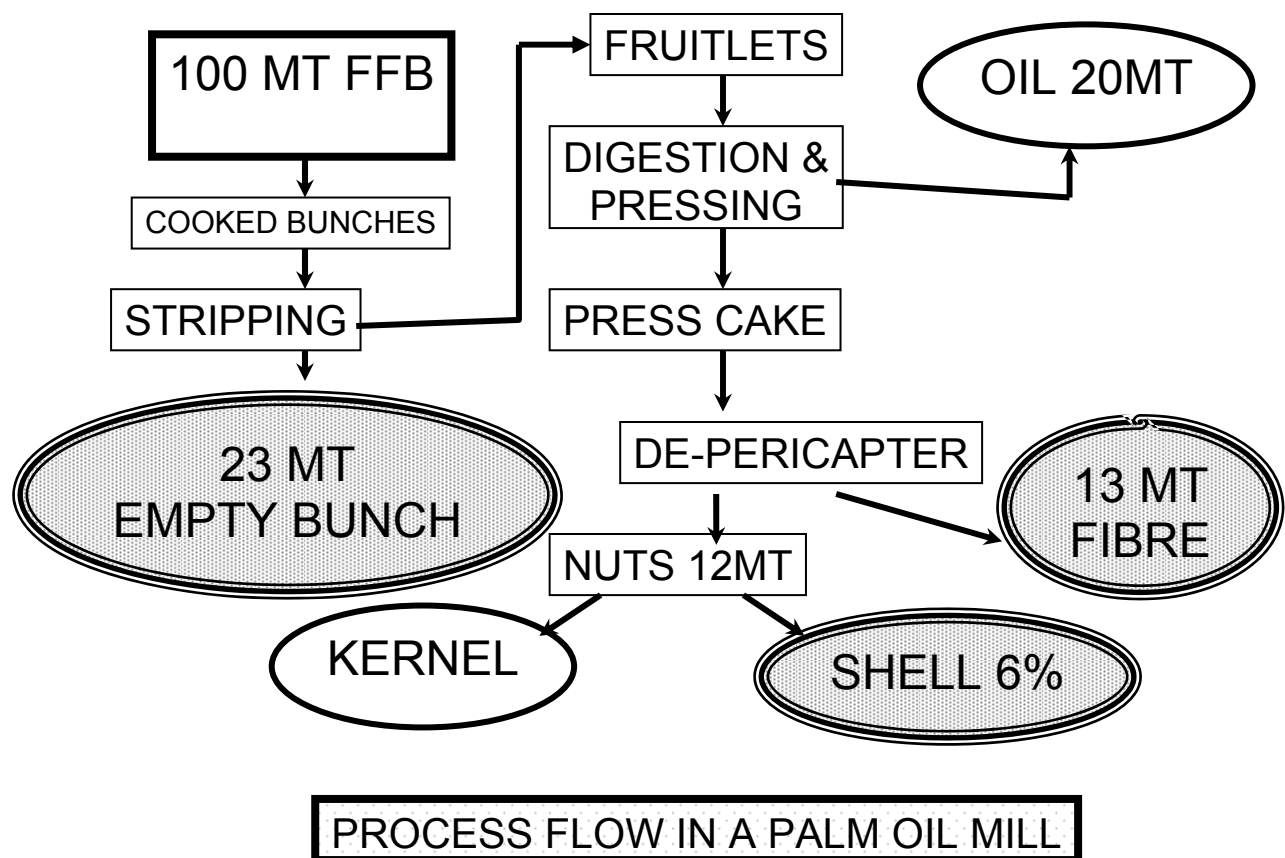 100 MT FFB
COOKED BUNCHES
STRIPPING
23 MT
EMPTY BUNCH
FRUITLETS
DIGESTION &
PRESSING
OIL 20MT
PRESS CAKE
DE-PERICAPTER
13 MT
FIBRE
NUTS 12MT
KERNEL
SHELL 6%
PROCESS FLOW IN A PALM OIL MILL